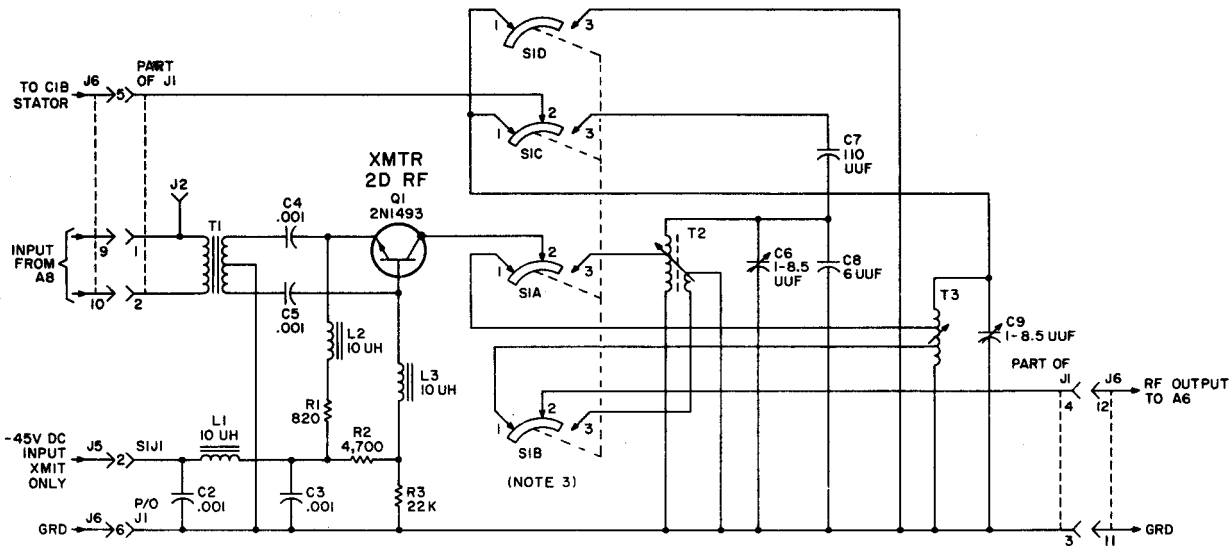 1
3
S1D
TO C1B
STATOR
J6
5
PART
OF J1
2
1
3
S1C
C7
110
UUF
XMTR
2D RF
Q1
2N1493
J2
T1
C4
.001
C5
.001
INPUT
FROM
A8
9
1
10
2
2
1
3
S1A
T2
C6
1-8.5
UUF
C8
6 UUF
T3
C9
1-8.5 UUF
L2
10 UH
L3
10 UH
R1
820
R2
4,700
R3
22K
2
1
3
S1B
(NOTE 3)
PART OF
J1
4
J6
12
RF OUTPUT
TO A6
-45V DC
INPUT
XMIT
ONLY
J5
2
S1J1
L1
10 UH
C2
.001
C3
.001
GRD
J6
6
P/O
J1
3
11
GRD